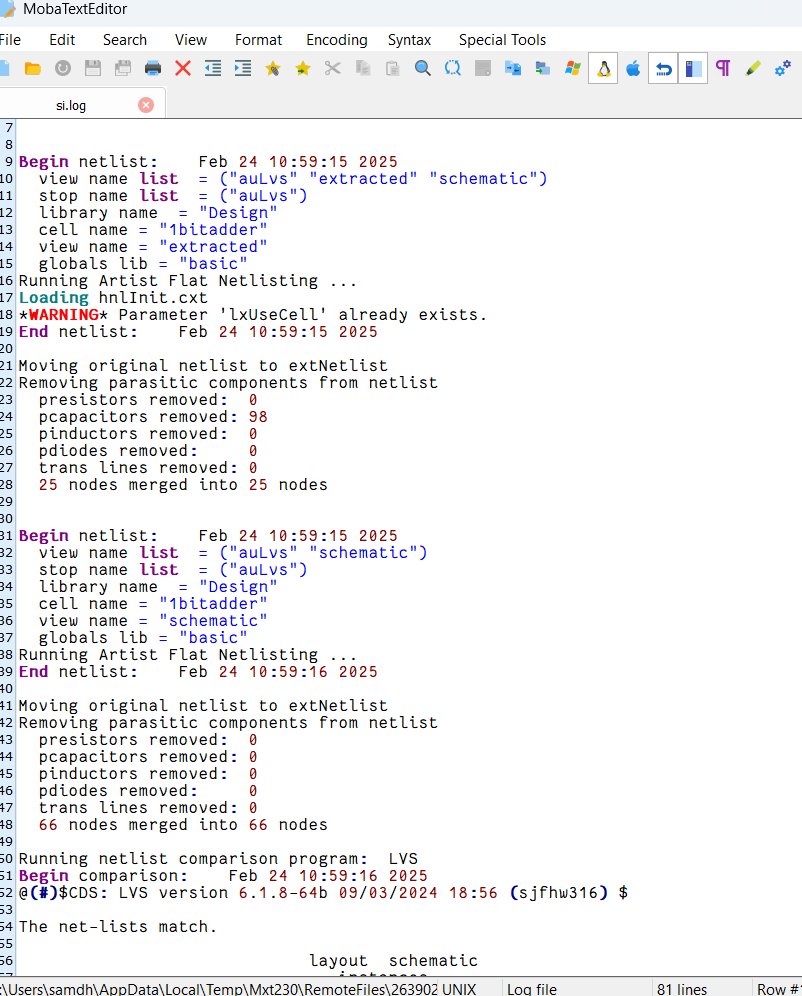 MobaTextEditor
File Edit Search View Format Encoding Syntax Special Tools
si.log
7
8
9 Begin netlist: Feb 24 10:59:15 2025
10 view name list = ("auLvs" "extracted" "schematic")
11 stop name list = ("auLvs")
12 library name = "Design"
13 cell name = "1bitadder"
14 view name = "extracted"
15 globals lib = "basic"
16 Running Artist Flat Netlisting ...
17 Loading hnlInit.cxt
18 *WARNING* Parameter 'lxUseCell' already exists.
19 End netlist: Feb 24 10:59:15 2025
20
21 Moving original netlist to extNetlist
22 Removing parasitic components from netlist
23 presistors removed: 0
24 pcapacitors removed: 98
25 pinductors removed: 0
26 pdiodes removed: 0
27 trans lines removed: 0
28 25 nodes merged into 25 nodes
29
30
31 Begin netlist: Feb 24 10:59:15 2025
32 view name list = ("auLvs" "schematic")
33 stop name list = ("auLvs")
34 library name = "Design"
35 cell name = "1bitadder"
36 view name = "schematic"
37 globals lib = "basic"
38 Running Artist Flat Netlisting ...
39 End netlist: Feb 24 10:59:16 2025
40
41 Moving original netlist to extNetlist
42 Removing parasitic components from netlist
43 presistors removed: 0
44 pcapacitors removed: 0
45 pinductors removed: 0
46 pdiodes removed: 0
47 trans lines removed: 0
48 66 nodes merged into 66 nodes
49
50 Running netlist comparison program: LVS
51 Begin comparison: Feb 24 10:59:16 2025
52 @(#)$CDS: LVS version 6.1.8-64b 09/03/2024 18:56 (sjfhw316) $
53
54 The net-lists match.
55
56 layout schematic
57 instances
:\Users\samdh\AppData\Local\Temp\Mxt230\RemoteFiles\263902 UNIX Log file 81 lines Row #